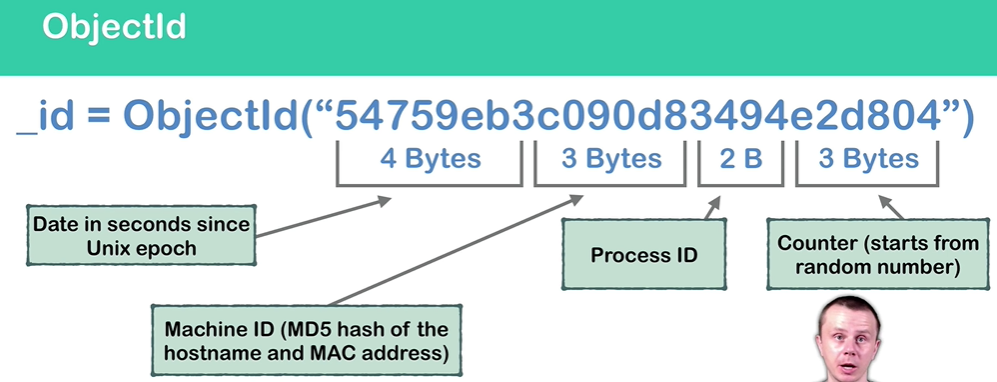 ObjectId
_id = ObjectId(“54759eb3c090d83494e2d804”)
4 Bytes
3 Bytes
2 B
3 Bytes
Date in seconds since
Unix epoch
Process ID
Counter (starts from
random number)
Machine ID (MD5 hash of the
hostname and MAC address)